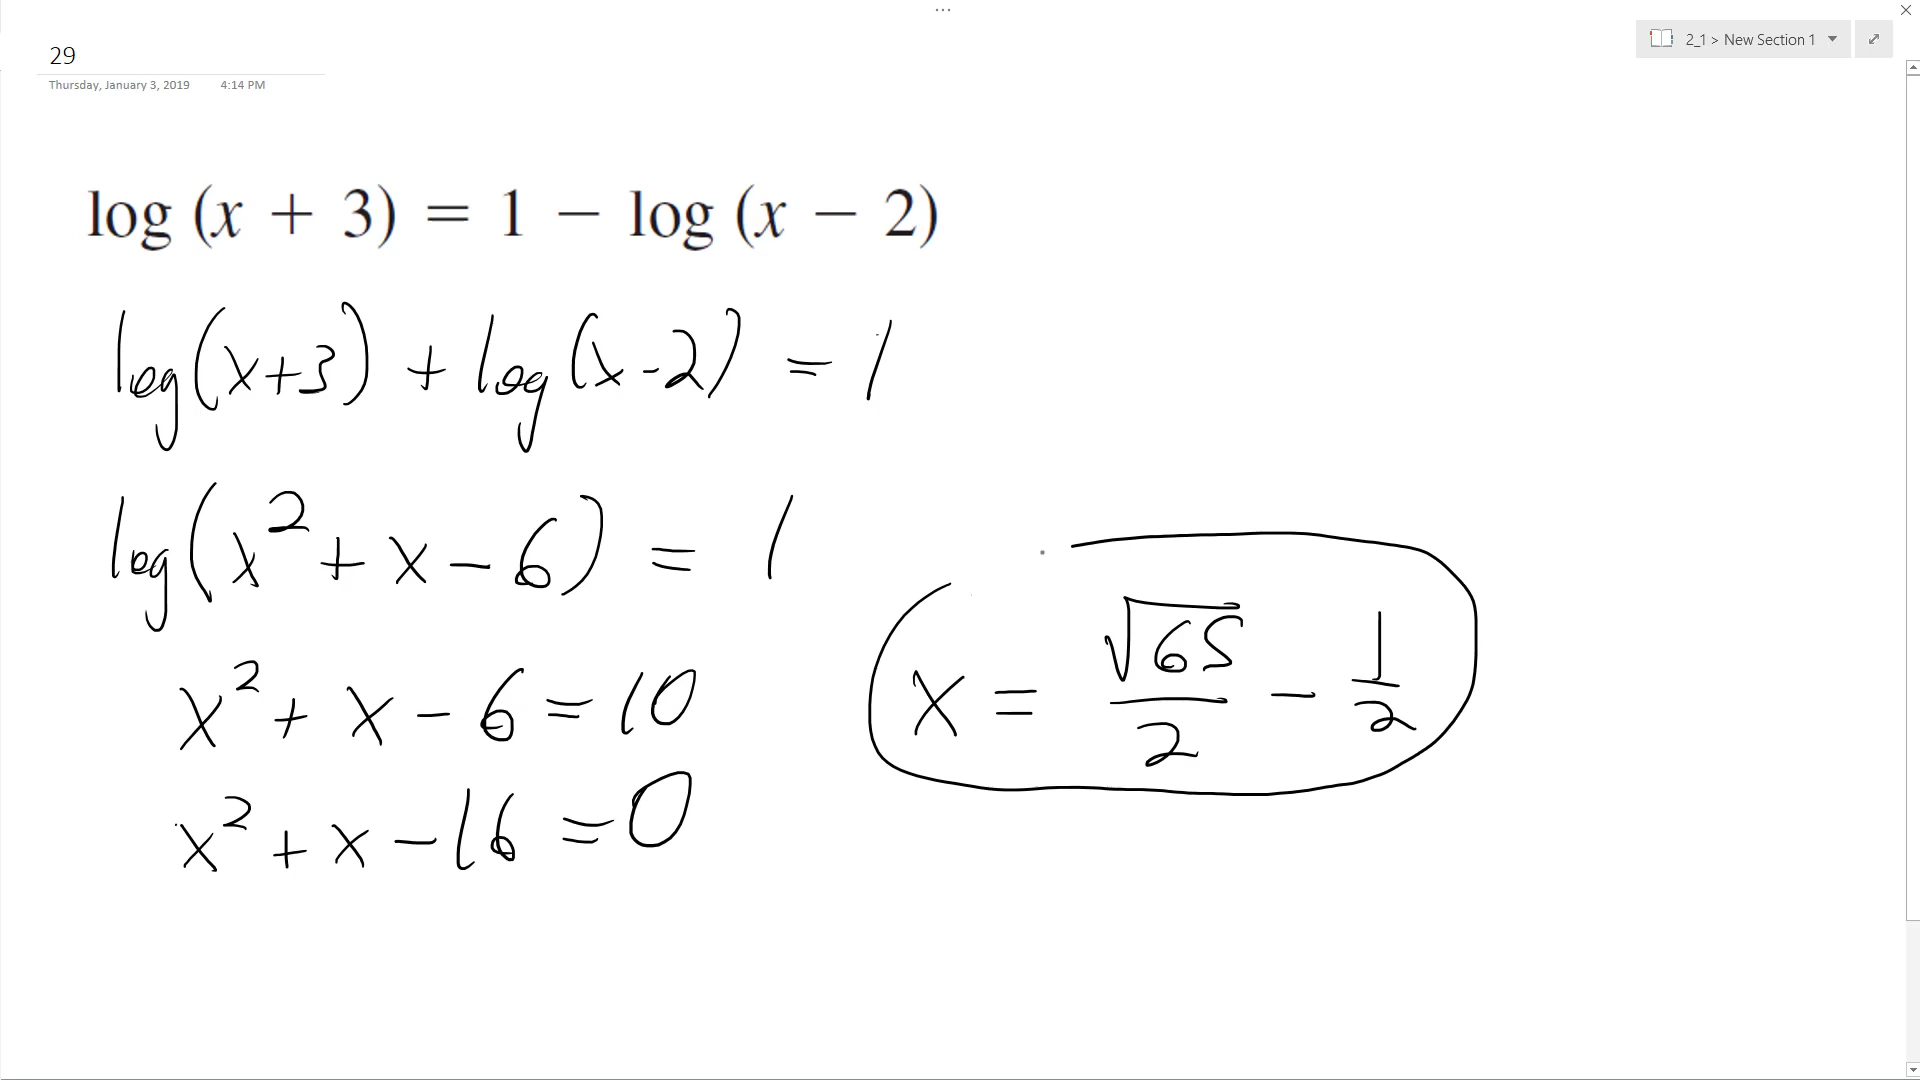 ...
2_1 > New Section 1
29
Thursday, January 3, 2019 4:14 PM
log (x + 3) = 1 − log (x − 2)
log(x+3) + log(x-2) = 1
log(x² + x − 6) = 1
x² + x − 6 = 10
x² + x − 16 = 0
x = √65/2 − 1/2